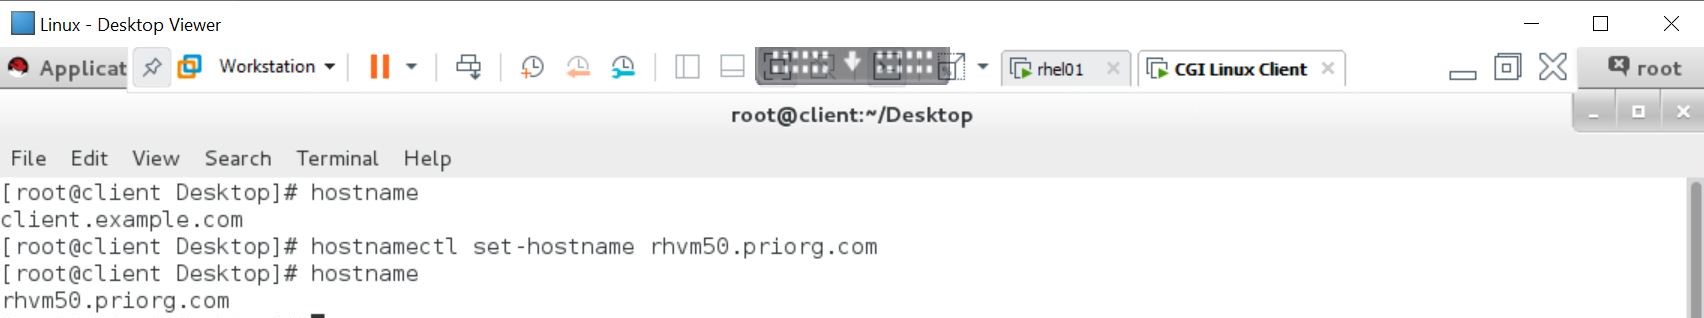 Linux - Desktop Viewer
Applicat Workstation rhel01 CGI Linux Client root
root@client:~/Desktop
File Edit View Search Terminal Help
[root@client Desktop]# hostname
client.example.com
[root@client Desktop]# hostnamectl set-hostname rhvm50.priorg.com
[root@client Desktop]# hostname
rhvm50.priorg.com